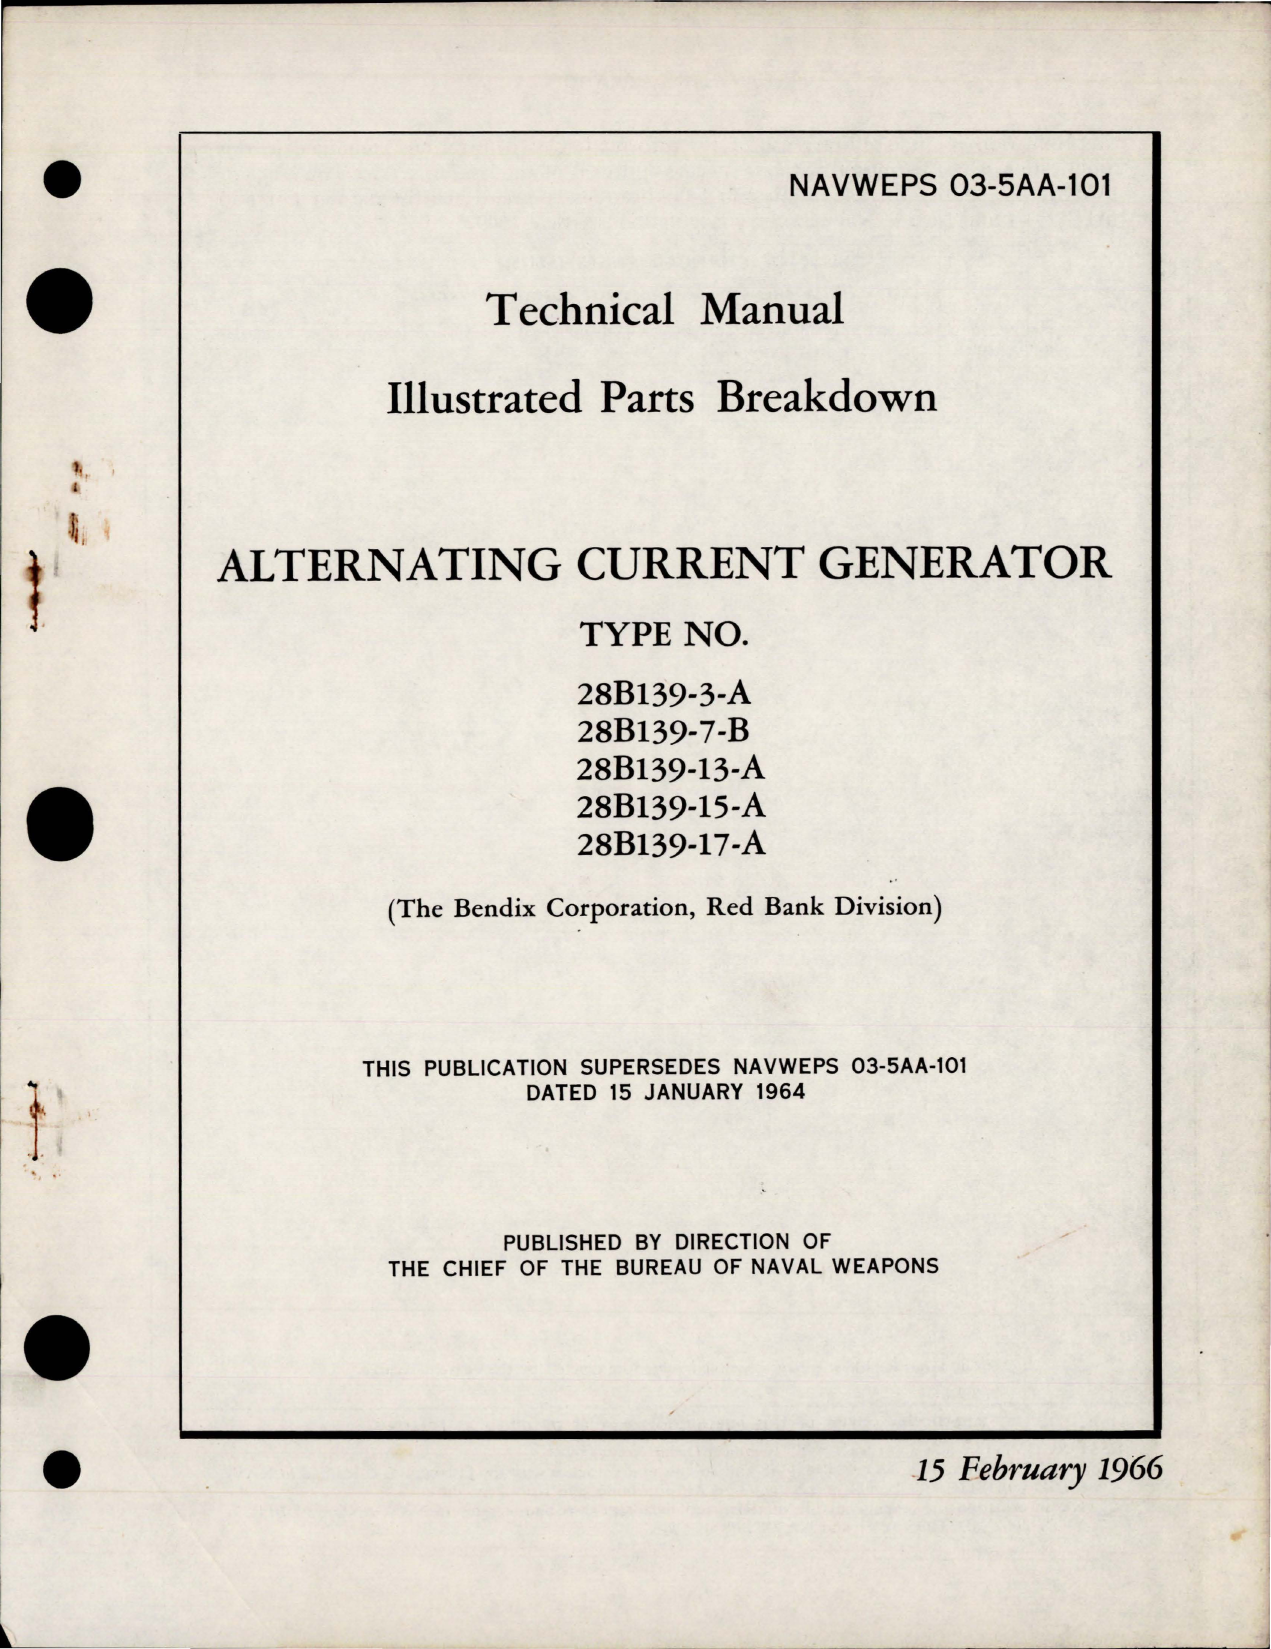 NAVWEPS 03-5AA-101
Technical Manual
Illustrated Parts Breakdown
ALTERNATING CURRENT GENERATOR
TYPE NO.
28B139-3-A
28B139-7-B
28B139-13-A
28B139-15-A
28B139-17-A
(The Bendix Corporation, Red Bank Division)
THIS PUBLICATION SUPERSEDES NAVWEPS 03-5AA-101
DATED 15 JANUARY 1964
PUBLISHED BY DIRECTION OF
THE CHIEF OF THE BUREAU OF NAVAL WEAPONS
15 February 1966